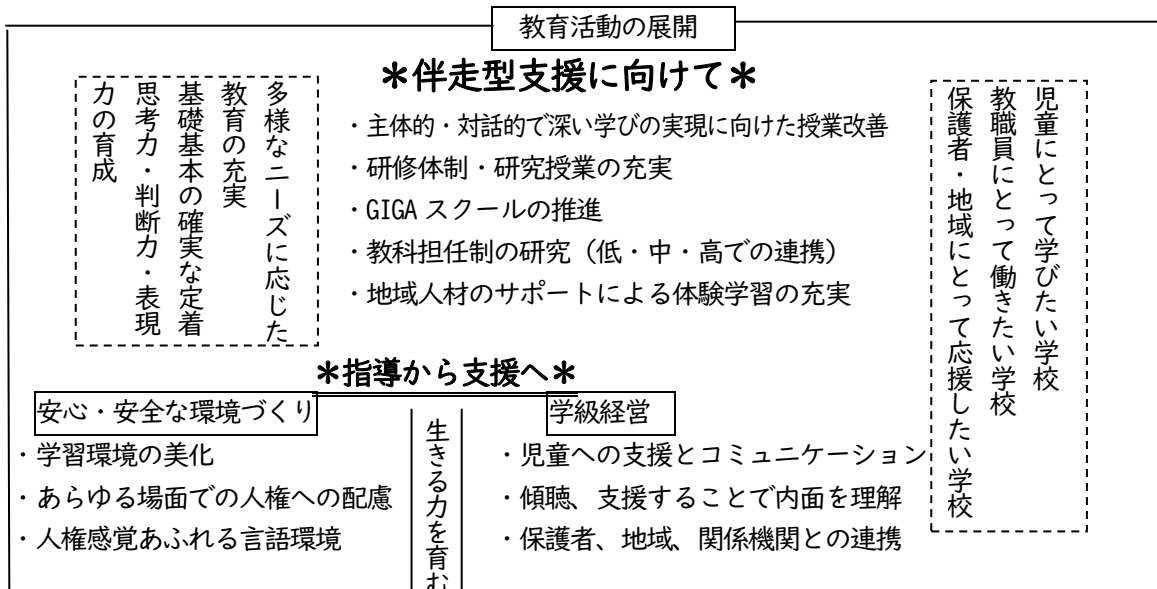 教育活動の展開
＊伴走型支援に向けて＊
多様なニーズに応じた
教育の充実
基礎基本の確実な定着
思考力・判断力・表現
力の育成
・主体的・対話的で深い学びの実現に向けた授業改善
・研修体制・研究授業の充実
・GIGA スクールの推進
・教科担任制の研究（低・中・高での連携）
・地域人材のサポートによる体験学習の充実
児童にとって学びたい学校
教職員にとって働きたい学校
保護者・地域にとって応援したい学校
＊指導から支援へ＊
安心・安全な環境づくり
・学習環境の美化
・あらゆる場面での人権への配慮
・人権感覚あふれる言語環境
生きる力を育む
学級経営
・児童への支援とコミュニケーション
・傾聴、支援することで内面を理解
・保護者、地域、関係機関との連携